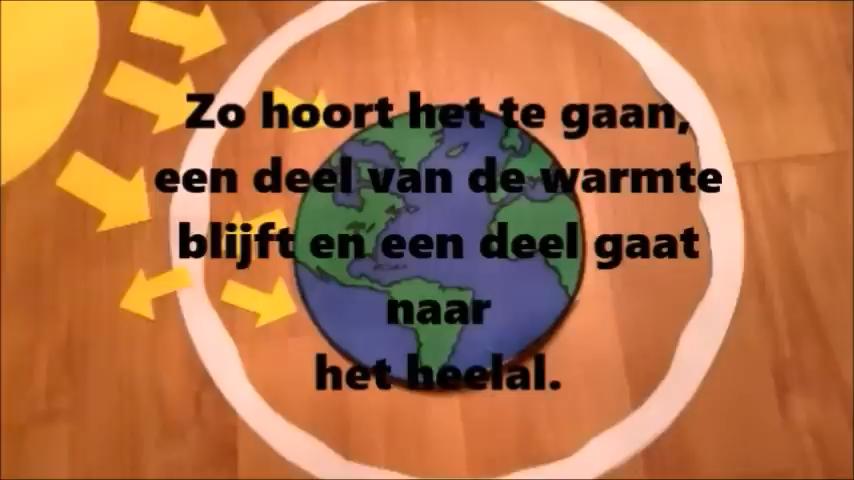 Zo hoort het te gaan,
een deel van de warmte
blijft en een deel gaat
naar
het heelal.